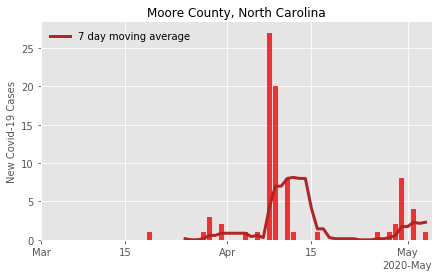 Moore County, North Carolina
7 day moving average
New Covid-19 Cases
25
20
15
10
5
0
Mar 15 Apr 15 May
2020-May